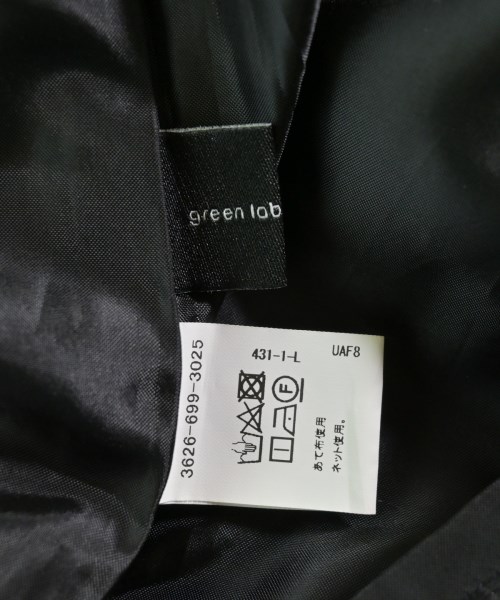 green lab
431-1-L
UAF8
3626-699-3025
F
あて布使用
ネット使用。